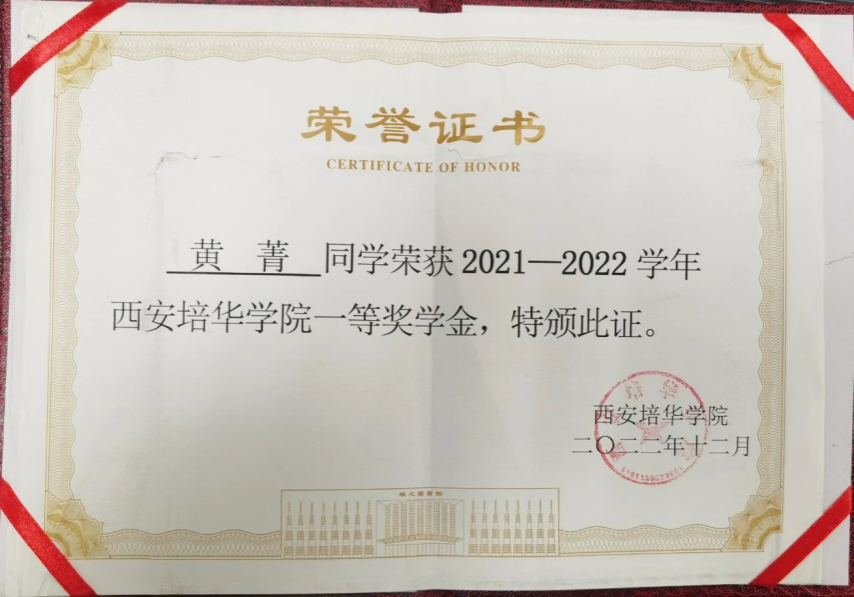 荣誉证书
CERTIFICATE OF HONOR
黄 菁 同学荣获 2021—2022 学年
西安培华学院一等奖学金，特颁此证。
西安培华学院
二〇二二年十二月